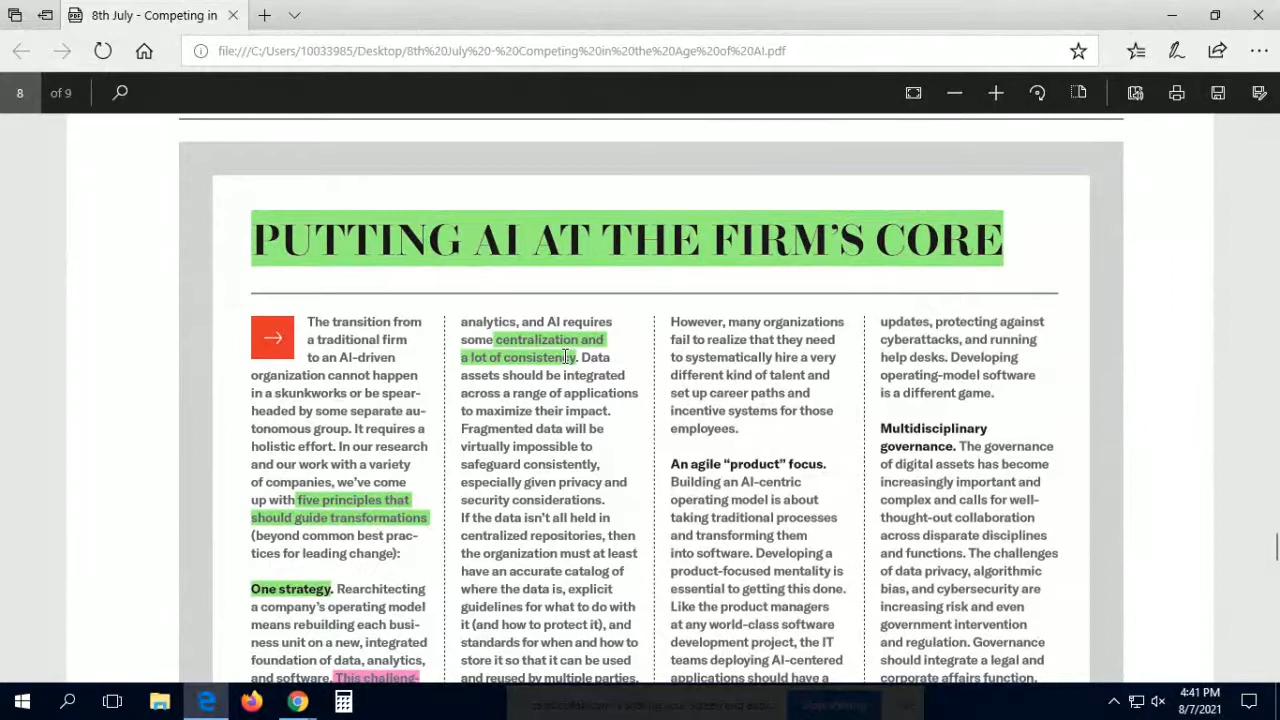 8th July - Competing in
file:///C:/Users/10033985/Desktop/8th%20July%20-%20Competing%20in%20the%20Age%20of%20AI.pdf
8 of 9
PUTTING AI AT THE FIRM'S CORE
The transition from
a traditional firm
to an AI-driven
organization cannot happen
in a skunkworks or be spear-
headed by some separate au-
tonomous group. It requires a
holistic effort. In our research
and our work with a variety
of companies, we've come
up with five principles that
should guide transformations
(beyond common best prac-
tices for leading change):
One strategy. Rearchitecting
a company's operating model
means rebuilding each busi-
ness unit on a new, integrated
foundation of data, analytics,
and software. This challeng-
analytics, and AI requires
some centralization and
a lot of consistency. Data
assets should be integrated
across a range of applications
to maximize their impact.
Fragmented data will be
virtually impossible to
safeguard consistently,
especially given privacy and
security considerations.
If the data isn't all held in
centralized repositories, then
the organization must at least
have an accurate catalog of
where the data is, explicit
guidelines for what to do with
it (and how to protect it), and
standards for when and how to
store it so that it can be used
and reused by multiple parties.
However, many organizations
fail to realize that they need
to systematically hire a very
different kind of talent and
set up career paths and
incentive systems for those
employees.
An agile "product" focus.
Building an AI-centric
operating model is about
taking traditional processes
and transforming them
into software. Developing a
product-focused mentality is
essential to getting this done.
Like the product managers
at any world-class software
development project, the IT
teams deploying AI-centered
applications should have a
updates, protecting against
cyberattacks, and running
help desks. Developing
operating-model software
is a different game.
Multidisciplinary
governance. The governance
of digital assets has become
increasingly important and
complex and calls for well-
thought-out collaboration
across disparate disciplines
and functions. The challenges
of data privacy, algorithmic
bias, and cybersecurity are
increasing risk and even
government intervention
and regulation. Governance
should integrate a legal and
corporate affairs function.
4:41 PM
8/7/2021